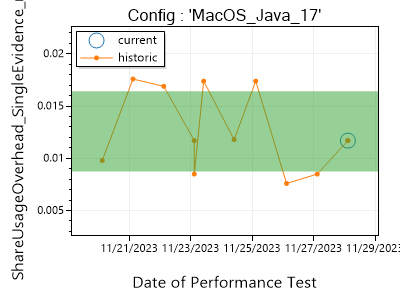 Config : 'MacOS_Java_17'
current
historic
0.02
0.015
0.01
0.005
ShareUsageOverhead_SingleEvidence_
11/21/2023
11/23/2023
11/25/2023
11/27/2023
11/29/2023
Date of Performance Test